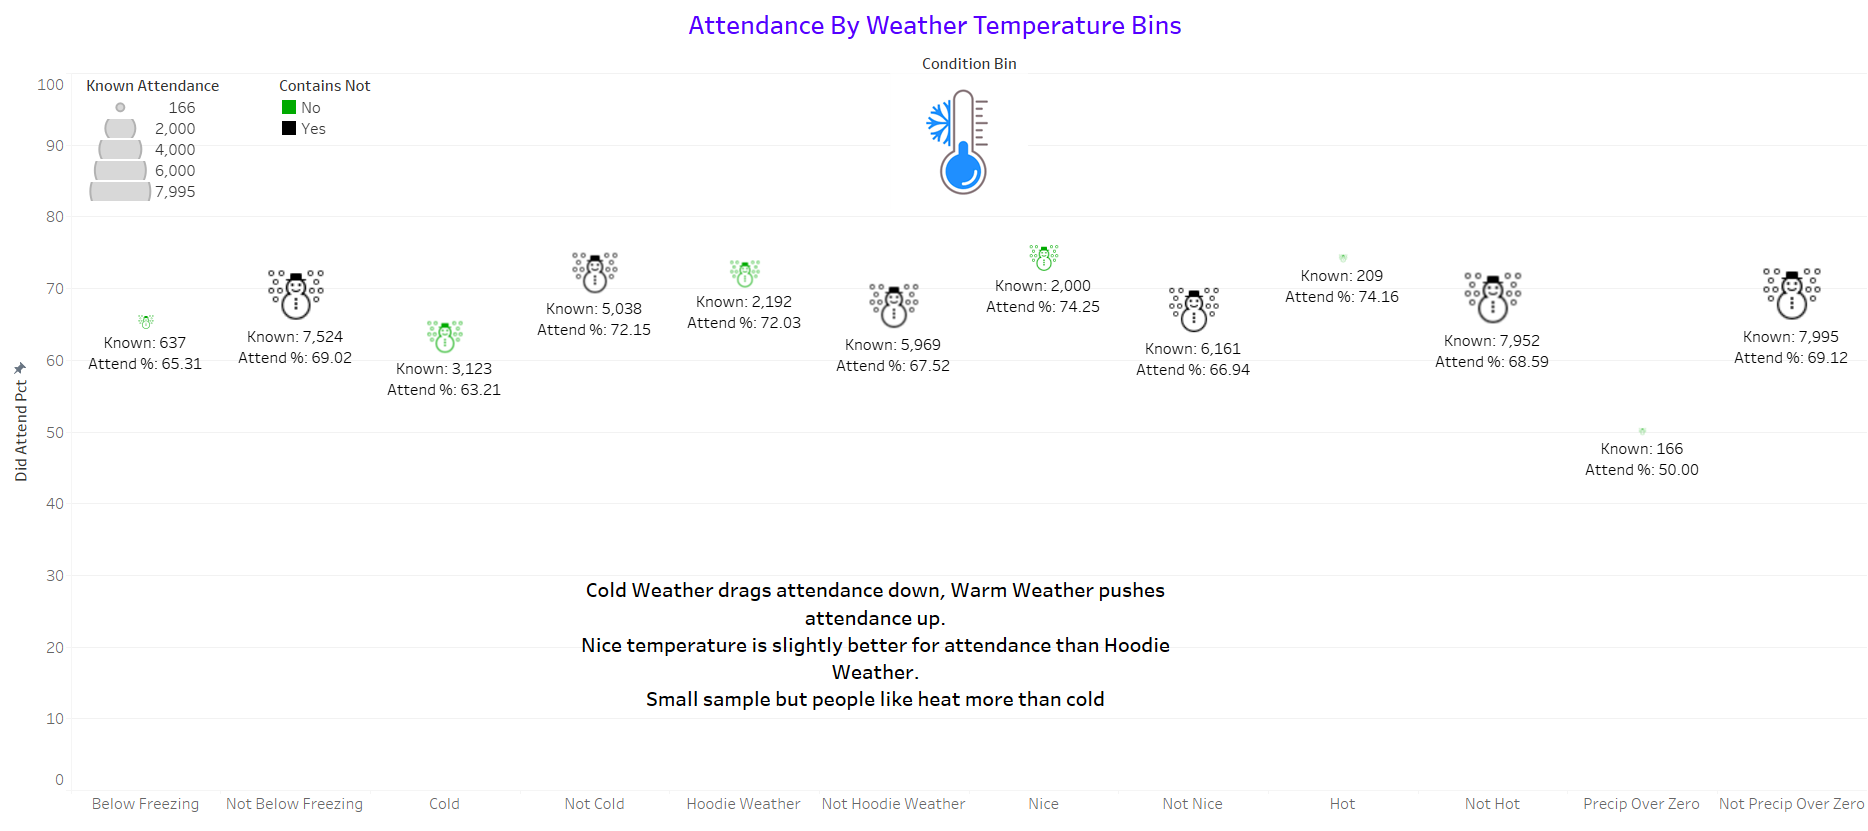 Attendance By Weather Temperature Bins
Condition Bin
Known Attendance
166
2,000
4,000
6,000
7,995
Contains Not
No
Yes
Did Attend Pct
100
90
80
70
60
50
40
30
20
10
0
Known: 637
Attend %: 65.31
Known: 7,524
Attend %: 69.02
Known: 3,123
Attend %: 63.21
Known: 5,038
Attend %: 72.15
Known: 2,192
Attend %: 72.03
Known: 5,969
Attend %: 67.52
Known: 2,000
Attend %: 74.25
Known: 6,161
Attend %: 66.94
Known: 209
Attend %: 74.16
Known: 7,952
Attend %: 68.59
Known: 166
Attend %: 50.00
Known: 7,995
Attend %: 69.12
Cold Weather drags attendance down, Warm Weather pushes
attendance up.
Nice temperature is slightly better for attendance than Hoodie
Weather.
Small sample but people like heat more than cold
Below Freezing
Not Below Freezing
Cold
Not Cold
Hoodie Weather
Not Hoodie Weather
Nice
Not Nice
Hot
Not Hot
Precip Over Zero
Not Precip Over Zero